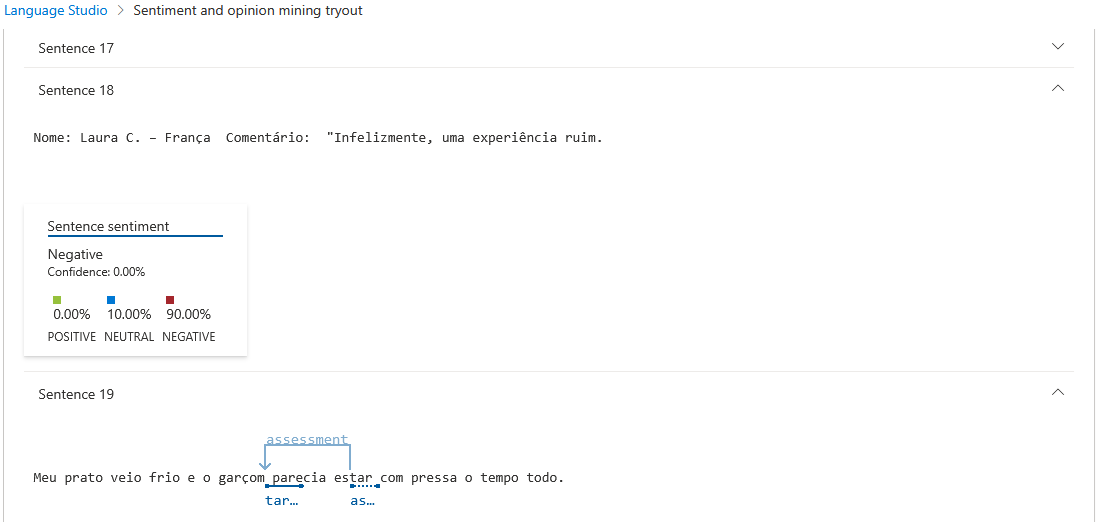 Language Studio > Sentiment and opinion mining tryout
Sentence 17
Sentence 18
Nome: Laura C. – França  Comentário:  "Infelizmente, uma experiência ruim.
Sentence sentiment
Negative
Confidence: 0.00%
0.00% 10.00% 90.00%
POSITIVE NEUTRAL NEGATIVE
Sentence 19
assessment
Meu prato veio frio e o garçom parecia estar com pressa o tempo todo.
tar… as…